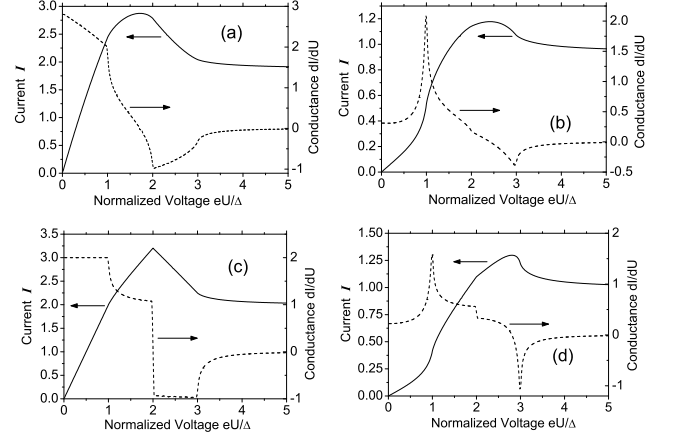 3.0
2.5
2.0
1.5
1.0
0.5
0.0
Current I
3
2
1
0
-1
Conductance dI/dU
(a)
0 1 2 3 4 5
Normalized Voltage eU/Δ
1.2
1.0
0.8
0.6
0.4
0.2
0.0
Current I
2.0
1.5
1.0
0.5
0.0
-0.5
Conductance dI/dU
(b)
0 1 2 3 4 5
Normalized Voltage eU/Δ
3.5
3.0
2.5
2.0
1.5
1.0
0.5
0.0
Current I
2
1
0
-1
Conductance dI/dU
(c)
0 1 2 3 4 5
Normalized Voltage eU/Δ
1.50
1.25
1.00
0.75
0.50
0.25
0.00
Current I
2
1
0
-1
Conductance dI/dU
(d)
0 1 2 3 4 5
Normalized Voltage eU/Δ